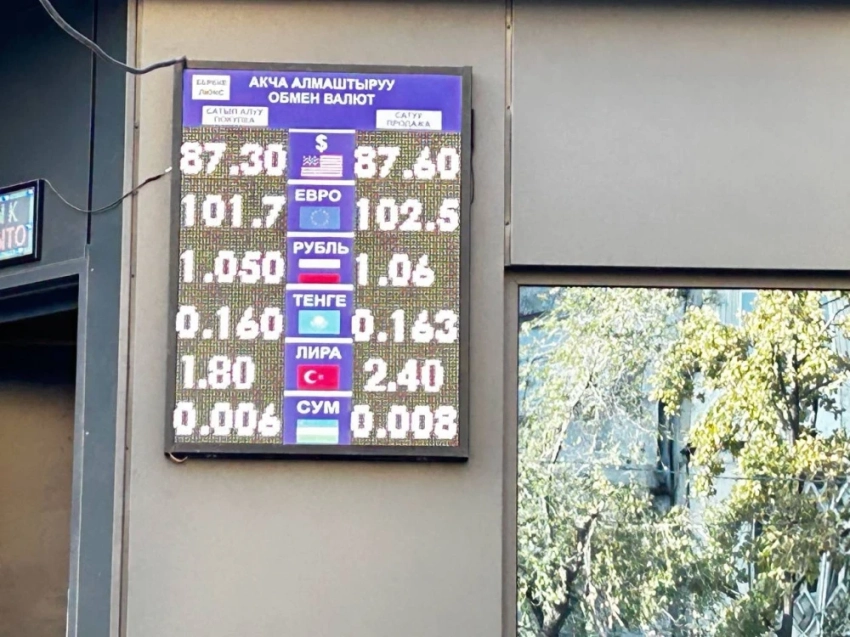 БЕРЕКЕ
ЛЮКС
АКЧА АЛМАШТЫРУУ
ОБМЕН ВАЛЮТ
САТЫП АЛУУ
ПОКУПКА
САТУУ
ПРОДАЖА
87.30 $ 87.60
101.7 ЕВРО 102.5
1.050 РУБЛЬ 1.06
0.160 ТЕНГЕ 0.163
1.80 ЛИРА 2.40
0.006 СУМ 0.008